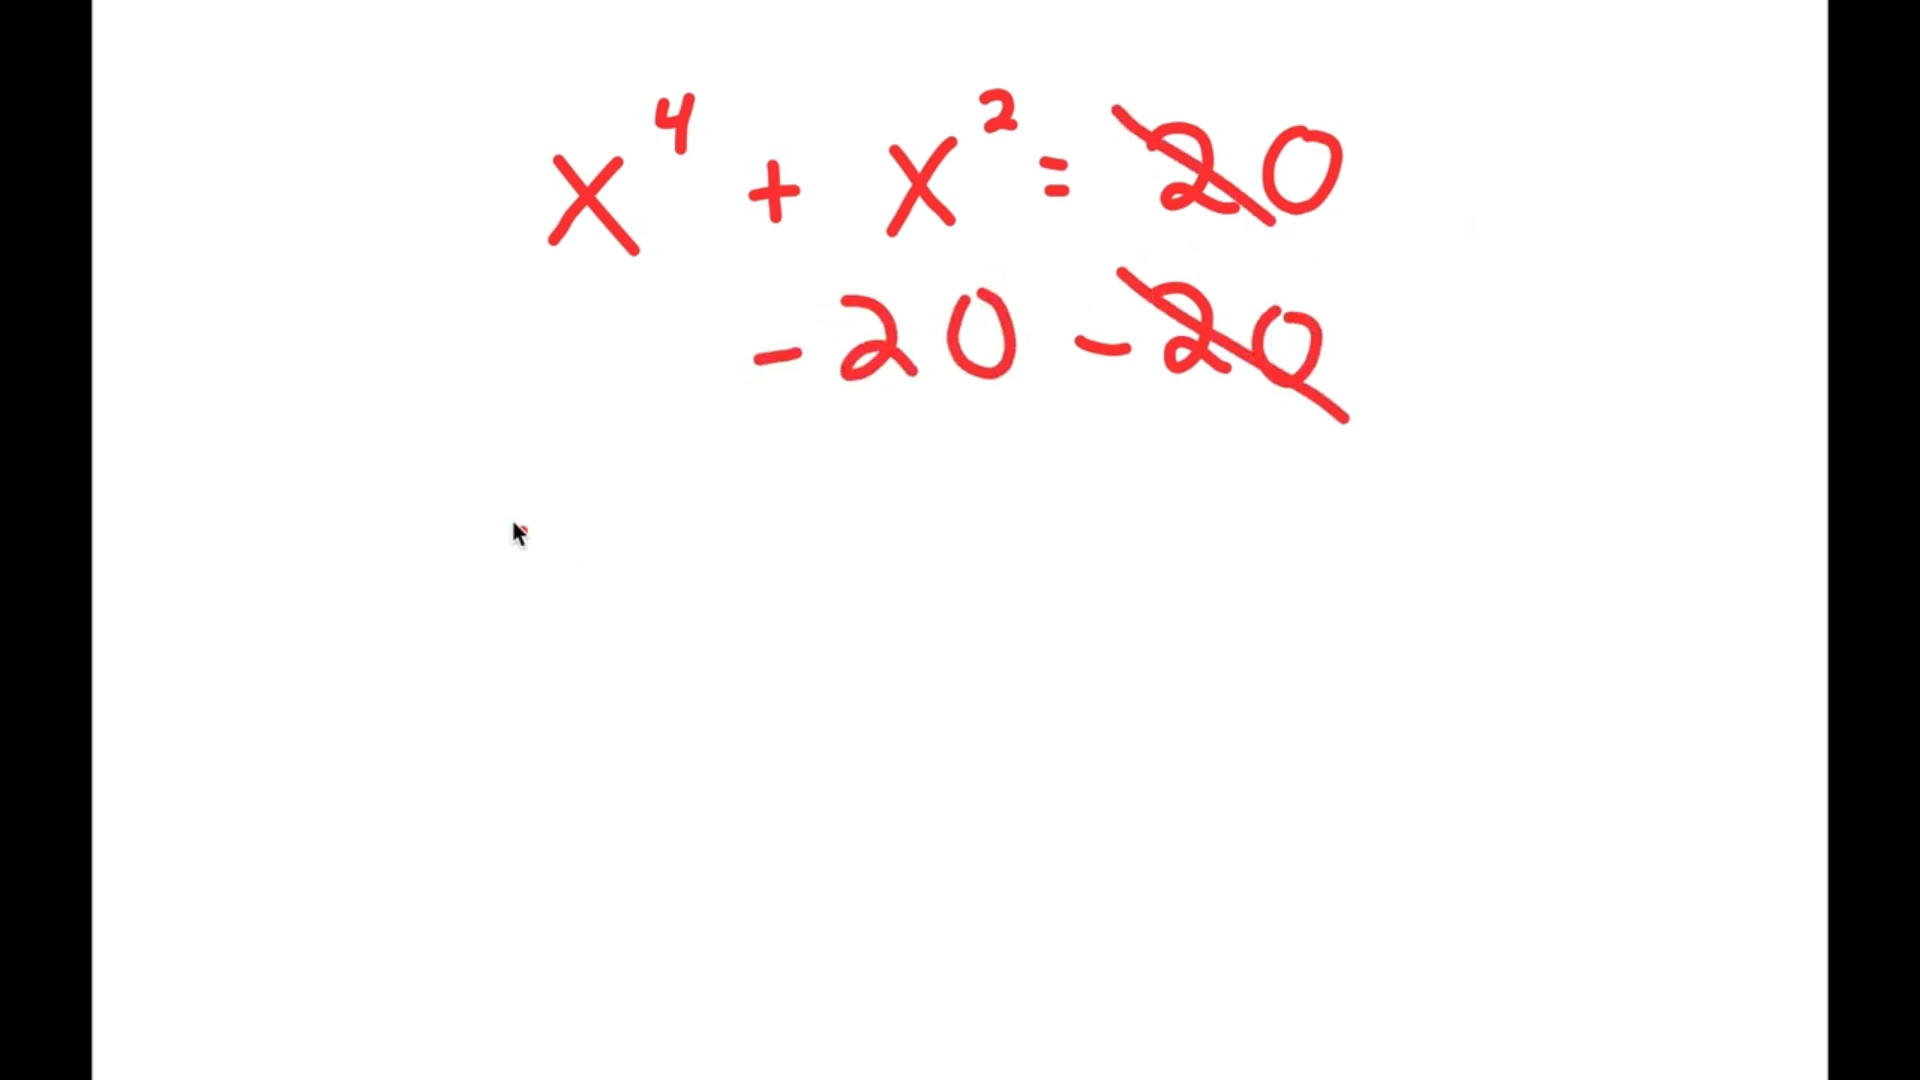 x⁴ + x² = 20
- 20 - 20